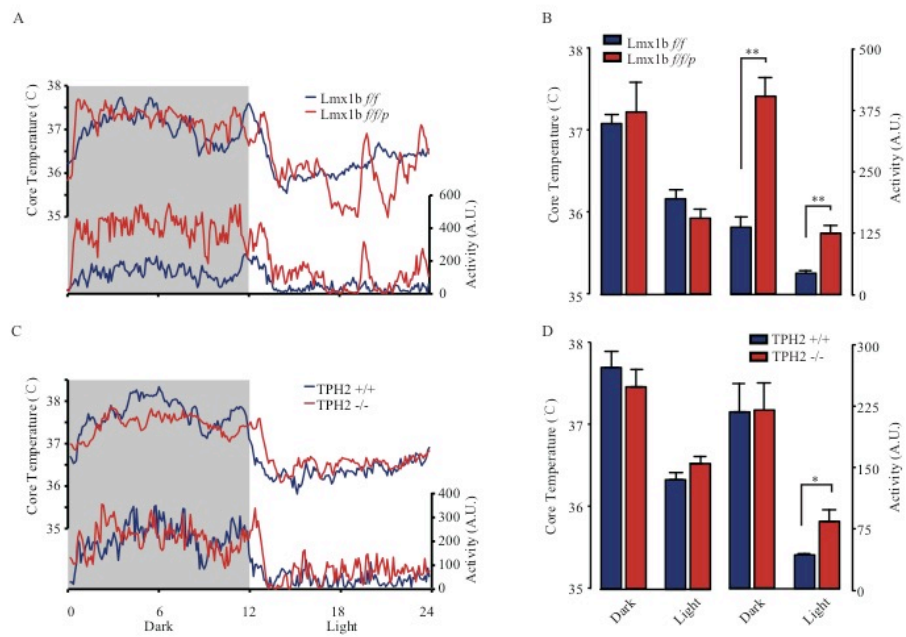 A
Core Temperature (℃)
38
37
36
35
Lmx1b f/f
Lmx1b f/f/p
600
400
200
0
Activity (A.U.)
B
Core Temperature (℃)
38
37
36
35
Lmx1b f/f
Lmx1b f/f/p
**
**
500
375
250
125
0
Activity (A.U.)
C
Core Temperature (℃)
38
37
36
35
TPH2 +/+
TPH2 -/-
400
300
200
100
0
Activity (A.U.)
0 6 12 18 24
Dark Light
D
Core Temperature (℃)
38
37
36
35
TPH2 +/+
TPH2 -/-
*
300
225
150
75
0
Activity (A.U.)
Dark Light Dark Light